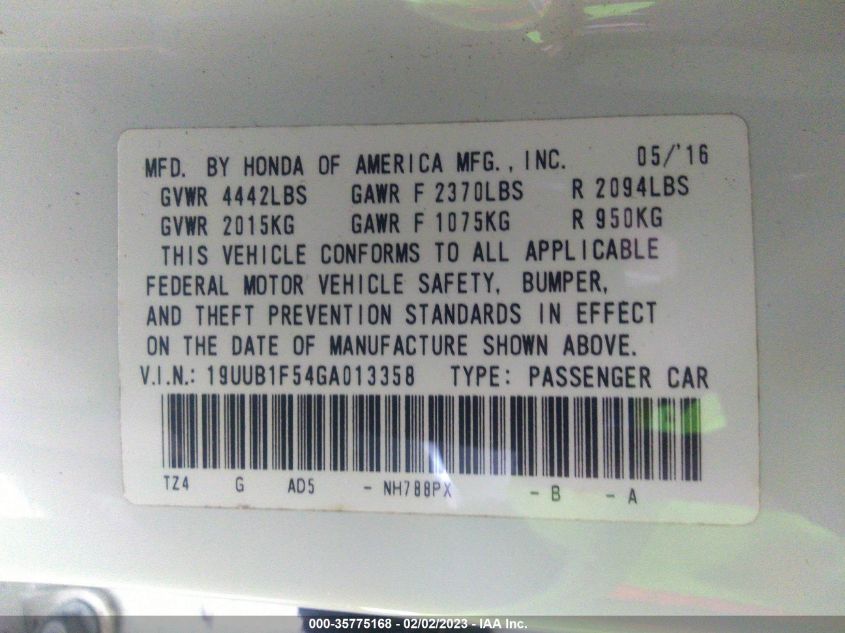 MFD. BY HONDA OF AMERICA MFG., INC. 05/'16
GVWR 4442LBS GAWR F 2370LBS R 2094LBS
GVWR 2015KG GAWR F 1075KG R 950KG
THIS VEHICLE CONFORMS TO ALL APPLICABLE
FEDERAL MOTOR VEHICLE SAFETY, BUMPER,
AND THEFT PREVENTION STANDARDS IN EFFECT
ON THE DATE OF MANUFACTURE SHOWN ABOVE.
V.I.N.: 19UUB1F54GA013358 TYPE: PASSENGER CAR
TZ4 G AD5 - NH788PX - B - A
000-35775168 - 02/02/2023 - IAA Inc.